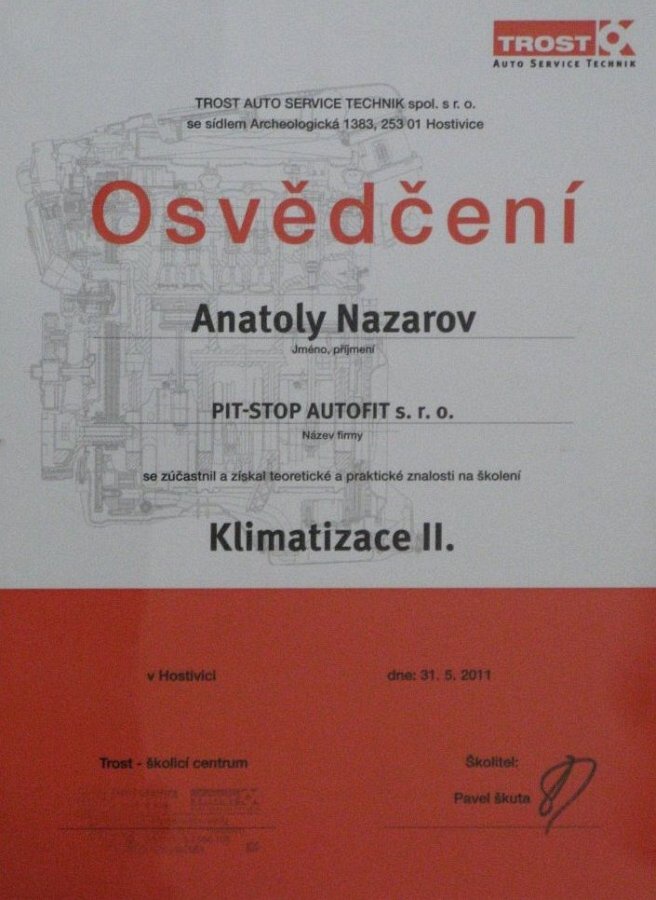 TROST
AUTO SERVICE TECHNIK
TROST AUTO SERVICE TECHNIK spol. s r. o.
se sídlem Archeologická 1383, 253 01 Hostivice
Osvědčení
Anatoly Nazarov
Jméno, příjmení
PIT-STOP AUTOFIT s. r. o.
Název firmy
se zúčastnil a získal teoretické a praktické znalosti na školení
Klimatizace II.
v Hostivici
dne: 31. 5. 2011
Trost - školicí centrum
Školitel:
Pavel škuta